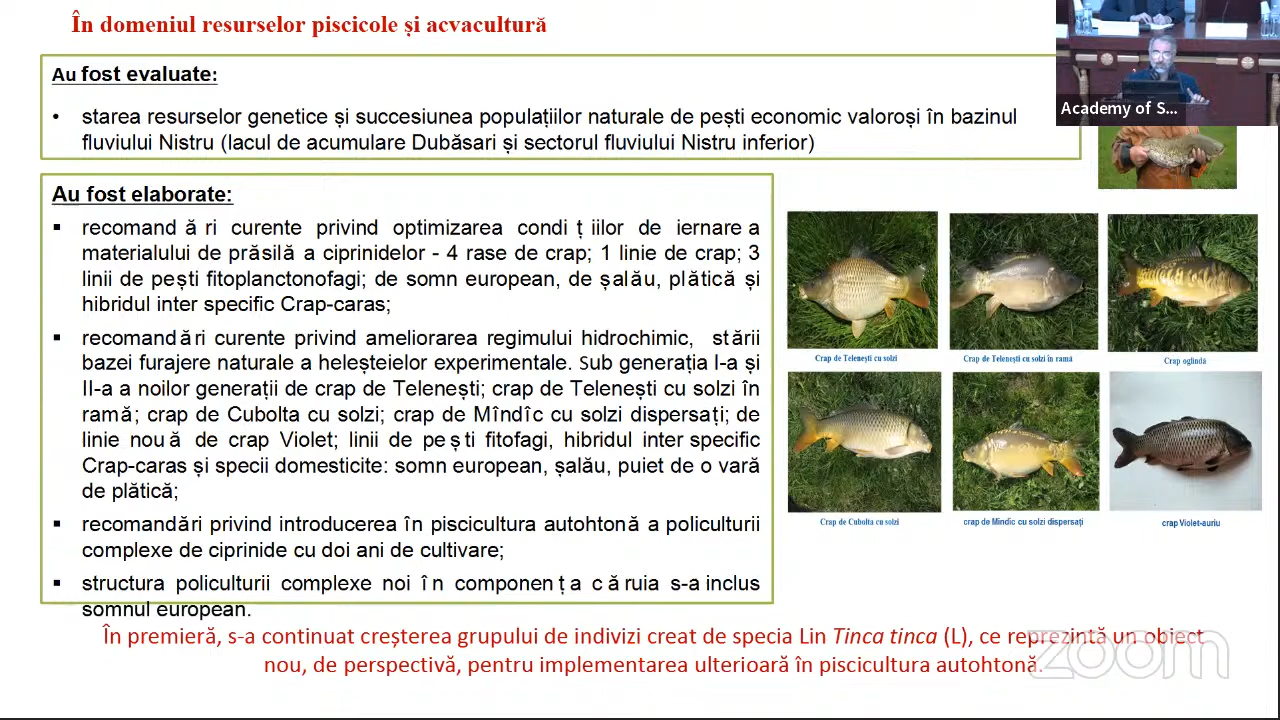 În domeniul resurselor piscicole și acvacultură
Au fost evaluate:
• starea resurselor genetice și succesiunea populațiilor naturale de pești economic valoroși în bazinul
fluviului Nistru (lacul de acumulare Dubăsari și sectorul fluviului Nistru inferior)
Academy of S...
Au fost elaborate:
▪ recomandări curente privind optimizarea condițiilor de iernare a
materialului de prăsilă a ciprinidelor - 4 rase de crap; 1 linie de crap; 3
linii de pești fitoplanctonofagi; de somn european, de șalău, plătică și
hibridul inter specific Crap-caras;
▪ recomandări curente privind ameliorarea regimului hidrochimic, stării
bazei furajere naturale a heleșteielor experimentale. Sub generația I-a și
II-a a noilor generații de crap de Telenești; crap de Telenești cu solzi în
ramă; crap de Cubolta cu solzi; crap de Mîndîc cu solzi dispersați; de
linie nouă de crap Violet; linii de pești fitofagi, hibridul inter specific
Crap-caras și specii domesticite: somn european, șalău, puiet de o vară
de plătică;
▪ recomandări privind introducerea în piscicultura autohtonă a policulturii
complexe de ciprinide cu doi ani de cultivare;
▪ structura policulturii complexe noi în componența căruia s-a inclus
somnul european.
Crap de Telenești cu solzi
Crap de Telenești cu solzi în ramă
Crap oglindă
Crap de Cubolta cu solzi
crap de Mîndîc cu solzi dispersați
crap Violet-auriu
În premieră, s-a continuat creșterea grupului de indivizi creat de specia Lin Tinca tinca (L), ce reprezintă un obiect
nou, de perspectivă, pentru implementarea ulterioară în piscicultura autohtonă.
zoom